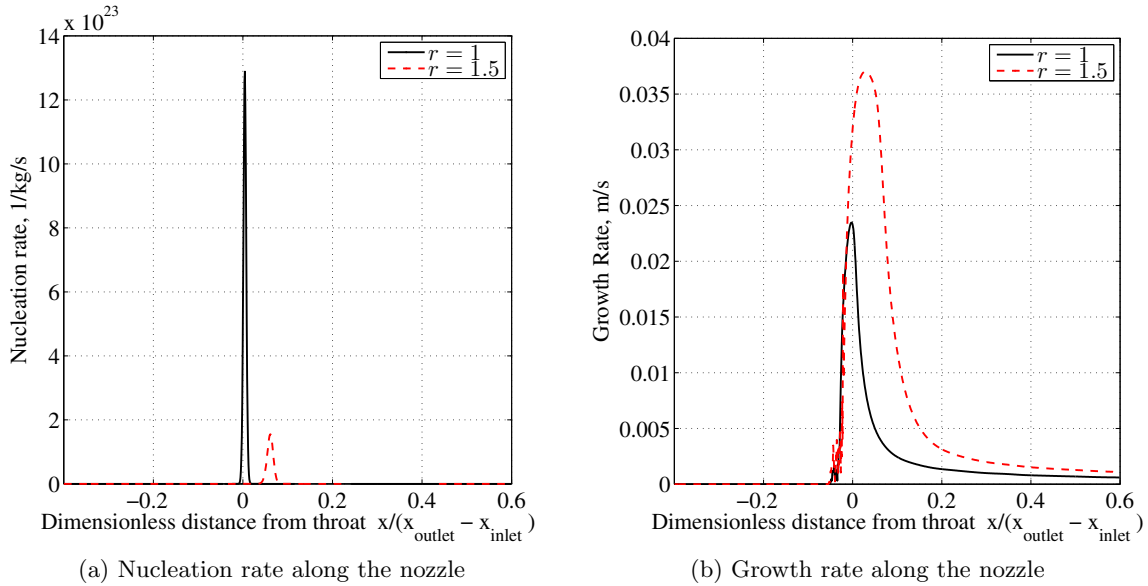 x 10^23
14
12
10
8
6
4
2
0
Nucleation rate, 1/kg/s
r = 1
r = 1.5
−0.2 0 0.2 0.4 0.6
Dimensionless distance from throat x/(x_outlet − x_inlet)
(a) Nucleation rate along the nozzle
0.04
0.035
0.03
0.025
0.02
0.015
0.01
0.005
0
Growth Rate, m/s
r = 1
r = 1.5
−0.2 0 0.2 0.4 0.6
Dimensionless distance from throat x/(x_outlet − x_inlet)
(b) Growth rate along the nozzle